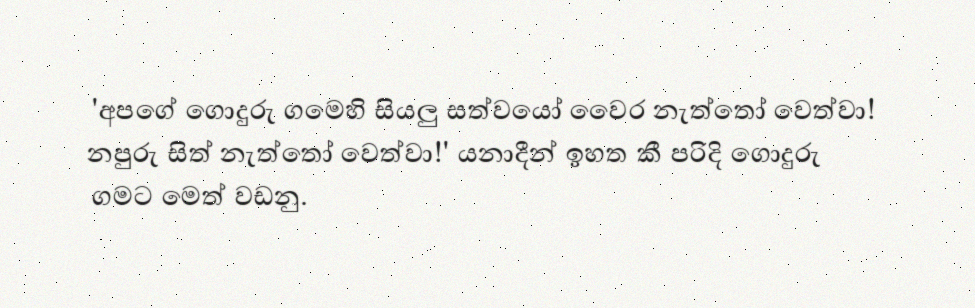 'අපගේ ගොදුරු ගමෙහි සියලු සත්වයෝ වෛර නැත්තෝ වෙත්වා!
නපුරු සිත් නැත්තෝ වෙත්වා!' යනාදීන් ඉහත කී පරිදි ගොදුරු
ගමට මෙත් වඩනු.